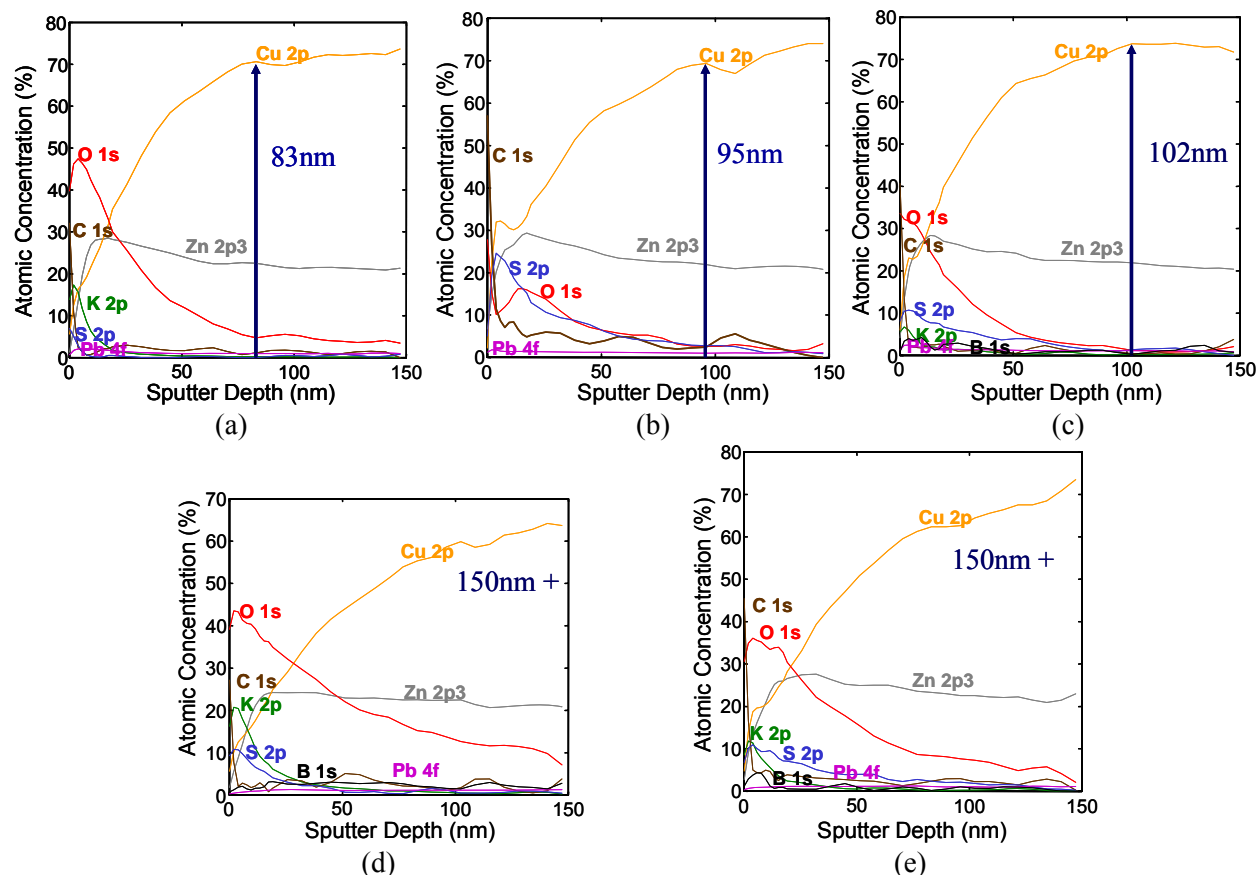 80
70
60
50
40
30
20
10
0
Atomic Concentration (%)
Cu 2p
O 1s
83nm
C 1s
Zn 2p3
K 2p
S 2p
Pb 4f
0 50 100 150
Sputter Depth (nm)
(a)
80
70
60
50
40
30
20
10
0
Atomic Concentration (%)
Cu 2p
C 1s
95nm
Zn 2p3
S 2p
O 1s
Pb 4f
0 50 100 150
Sputter Depth (nm)
(b)
80
70
60
50
40
30
20
10
0
Atomic Concentration (%)
Cu 2p
102nm
O 1s
C 1s
Zn 2p3
S 2p
K 2p
Pb 4f
B 1s
0 50 100 150
Sputter Depth (nm)
(c)
70
60
50
40
30
20
10
0
Atomic Concentration (%)
Cu 2p
150nm +
O 1s
C 1s
Zn 2p3
K 2p
S 2p
B 1s
Pb 4f
0 50 100 150
Sputter Depth (nm)
(d)
80
70
60
50
40
30
20
10
0
Atomic Concentration (%)
Cu 2p
150nm +
C 1s
O 1s
Zn 2p3
K 2p
S 2p
Pb 4f
B 1s
0 50 100 150
Sputter Depth (nm)
(e)